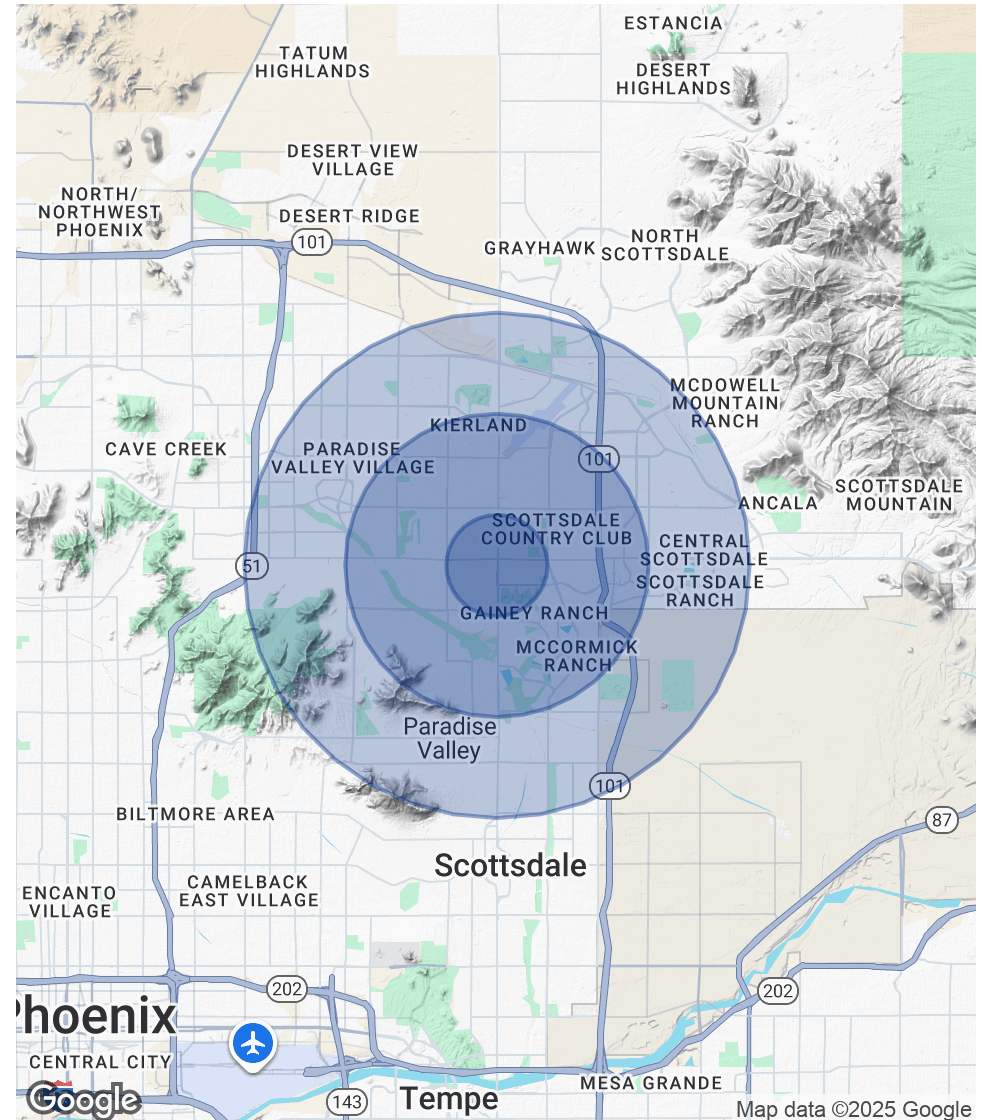 ESTANCIA
TATUM
HIGHLANDS
DESERT
HIGHLANDS
DESERT VIEW
VILLAGE
NORTH/
NORTHWEST
PHOENIX
DESERT RIDGE
101
GRAYHAWK
NORTH
SCOTTSDALE
MCDOWELL
MOUNTAIN
RANCH
KIERLAND
CAVE CREEK
PARADISE
VALLEY VILLAGE
101
SCOTTSDALE
MOUNTAIN
ANCALA
SCOTTSDALE
COUNTRY CLUB
CENTRAL
SCOTTSDALE
51
SCOTTSDALE
RANCH
GAINEY RANCH
MCCORMICK
RANCH
Paradise
Valley
101
BILTMORE AREA
87
Scottsdale
CAMELBACK
EAST VILLAGE
ENCANTO
VILLAGE
202
202
Phoenix
CENTRAL CITY
MESA GRANDE
Google
143
Tempe
Map data ©2025 Google